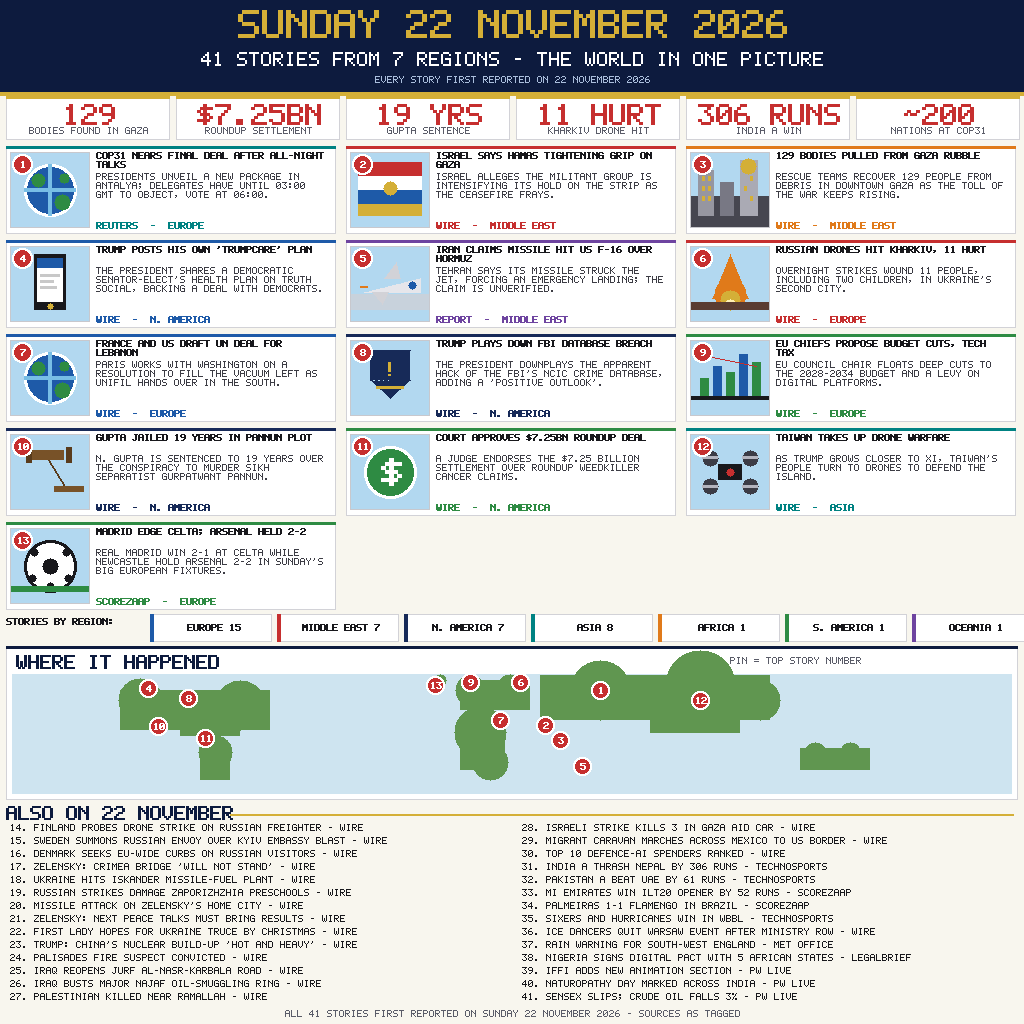 SUNDAY 22 NOVEMBER 2026
41 STORIES FROM 7 REGIONS - THE WORLD IN ONE PICTURE
EVERY STORY FIRST REPORTED ON 22 NOVEMBER 2026
129
BODIES FOUND IN GAZA
$7.25BN
ROUNDUP SETTLEMENT
19 YRS
GUPTA SENTENCE
11 HURT
KHARKIV DRONE HIT
306 RUNS
INDIA A WIN
~200
NATIONS AT COP31
1
COP31 NEARS FINAL DEAL AFTER ALL-NIGHT
TALKS
PRESIDENTS UNVEIL A NEW PACKAGE IN
ANTALYA; DELEGATES HAVE UNTIL 03:00
GMT TO OBJECT, VOTE AT 06:00.
REUTERS - EUROPE
2
ISRAEL SAYS HAMAS TIGHTENING GRIP ON
GAZA
ISRAEL ALLEGES THE MILITANT GROUP IS
INTENSIFYING ITS HOLD ON THE STRIP AS
THE CEASEFIRE FRAYS.
WIRE - MIDDLE EAST
3
129 BODIES PULLED FROM GAZA RUBBLE
RESCUE TEAMS RECOVER 129 PEOPLE FROM
DEBRIS IN DOWNTOWN GAZA AS THE TOLL OF
THE WAR KEEPS RISING.
WIRE - MIDDLE EAST
4
TRUMP POSTS HIS OWN 'TRUMPCARE' PLAN
THE PRESIDENT SHARES A DEMOCRATIC
SENATOR-ELECT'S HEALTH PLAN ON TRUTH
SOCIAL, BACKING A DEAL WITH DEMOCRATS.
WIRE - N. AMERICA
5
IRAN CLAIMS MISSILE HIT US F-16 OVER
HORMUZ
TEHRAN SAYS ITS MISSILE STRUCK THE
JET, FORCING AN EMERGENCY LANDING; THE
CLAIM IS UNVERIFIED.
REPORT - MIDDLE EAST
6
RUSSIAN DRONES HIT KHARKIV, 11 HURT
OVERNIGHT STRIKES WOUND 11 PEOPLE,
INCLUDING TWO CHILDREN, IN UKRAINE'S
SECOND CITY.
WIRE - EUROPE
7
FRANCE AND US DRAFT UN DEAL FOR
LEBANON
PARIS WORKS WITH WASHINGTON ON A
RESOLUTION TO FILL THE VACUUM LEFT AS
UNIFIL HANDS OVER IN THE SOUTH.
WIRE - EUROPE
8
TRUMP PLAYS DOWN FBI DATABASE BREACH
THE PRESIDENT DOWNPLAYS THE APPARENT
HACK OF THE FBI'S NCIC CRIME DATABASE,
ADDING A 'POSITIVE OUTLOOK'.
WIRE - N. AMERICA
9
EU CHIEFS PROPOSE BUDGET CUTS, TECH
TAX
EU COUNCIL CHAIR FLOATS DEEP CUTS TO
THE 2028-2034 BUDGET AND A LEVY ON
DIGITAL PLATFORMS.
WIRE - EUROPE
10
GUPTA JAILED 19 YEARS IN PANNUN PLOT
N. GUPTA IS SENTENCED TO 19 YEARS OVER
THE CONSPIRACY TO MURDER SIKH
SEPARATIST GURPATWANT PANNUN.
WIRE - N. AMERICA
11
COURT APPROVES $7.25BN ROUNDUP DEAL
A JUDGE ENDORSES THE $7.25 BILLION
SETTLEMENT OVER ROUNDUP WEEDKILLER
CANCER CLAIMS.
WIRE - N. AMERICA
12
TAIWAN TAKES UP DRONE WARFARE
AS TRUMP GROWS CLOSER TO XI, TAIWAN'S
PEOPLE TURN TO DRONES TO DEFEND THE
ISLAND.
WIRE - ASIA
13
MADRID EDGE CELTA; ARSENAL HELD 2-2
REAL MADRID WIN 2-1 AT CELTA WHILE
NEWCASTLE HOLD ARSENAL 2-2 IN SUNDAY'S
BIG EUROPEAN FIXTURES.
SCOREZAAP - EUROPE
STORIES BY REGION:
EUROPE 15
MIDDLE EAST 7
N. AMERICA 7
ASIA 8
AFRICA 1
S. AMERICA 1
OCEANIA 1
WHERE IT HAPPENED
PIN = TOP STORY NUMBER
4
8
10
11
13
9
6
7
1
2
3
5
12
ALSO ON 22 NOVEMBER
14. FINLAND PROBES DRONE STRIKE ON RUSSIAN FREIGHTER - WIRE
15. SWEDEN SUMMONS RUSSIAN ENVOY OVER KYIV EMBASSY BLAST - WIRE
16. DENMARK SEEKS EU-WIDE CURBS ON RUSSIAN VISITORS - WIRE
17. ZELENSKY: CRIMEA BRIDGE 'WILL NOT STAND' - WIRE
18. UKRAINE HITS ISKANDER MISSILE-FUEL PLANT - WIRE
19. RUSSIAN STRIKES DAMAGE ZAPORIZHZHIA PRESCHOOLS - WIRE
20. MISSILE ATTACK ON ZELENSKY'S HOME CITY - WIRE
21. ZELENSKY: NEXT PEACE TALKS MUST BRING RESULTS - WIRE
22. FIRST LADY HOPES FOR UKRAINE TRUCE BY CHRISTMAS - WIRE
23. TRUMP: CHINA'S NUCLEAR BUILD-UP 'HOT AND HEAVY' - WIRE
24. PALISADES FIRE SUSPECT CONVICTED - WIRE
25. IRAQ REOPENS JURF AL-NASR-KARBALA ROAD - WIRE
26. IRAQ BUSTS MAJOR NAJAF OIL-SMUGGLING RING - WIRE
27. PALESTINIAN KILLED NEAR RAMALLAH - WIRE
28. ISRAELI STRIKE KILLS 3 IN GAZA AID CAR - WIRE
29. MIGRANT CARAVAN MARCHES ACROSS MEXICO TO US BORDER - WIRE
30. TOP 10 DEFENCE-AI SPENDERS RANKED - WIRE
31. INDIA A THRASH NEPAL BY 306 RUNS - TECHNOSPORTS
32. PAKISTAN A BEAT UAE BY 61 RUNS - TECHNOSPORTS
33. MI EMIRATES WIN ILT20 OPENER BY 52 RUNS - SCOREZAAP
34. PALMEIRAS 1-1 FLAMENGO IN BRAZIL - SCOREZAAP
35. SIXERS AND HURRICANES WIN IN WBBL - TECHNOSPORTS
36. ICE DANCERS QUIT WARSAW EVENT AFTER MINISTRY ROW - WIRE
37. RAIN WARNING FOR SOUTH-WEST ENGLAND - MET OFFICE
38. NIGERIA SIGNS DIGITAL PACT WITH 5 AFRICAN STATES - LEGALBRIEF
39. IFFI ADDS NEW ANIMATION SECTION - PW LIVE
40. NATUROPATHY DAY MARKED ACROSS INDIA - PW LIVE
41. SENSEX SLIPS; CRUDE OIL FALLS 3% - PW LIVE
ALL 41 STORIES FIRST REPORTED ON SUNDAY 22 NOVEMBER 2026 - SOURCES AS TAGGED